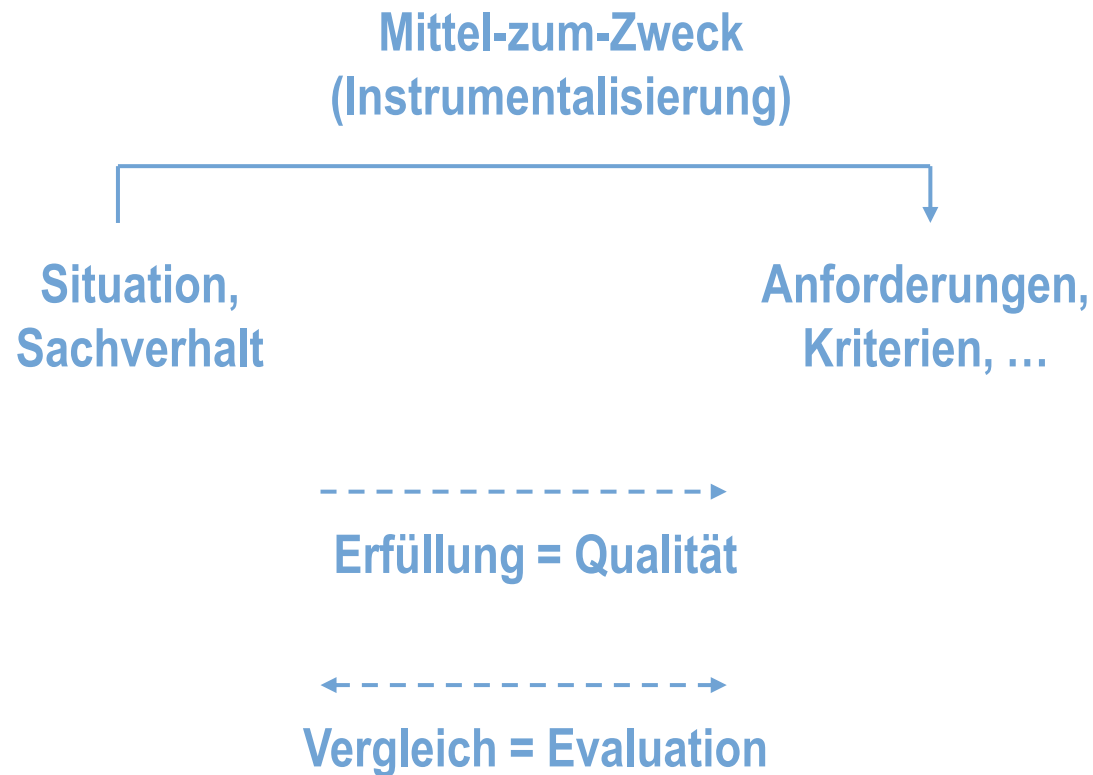 Mittel-zum-Zweck
(Instrumentalisierung)
Situation,
Sachverhalt
Anforderungen,
Kriterien, …
Erfüllung = Qualität
Vergleich = Evaluation